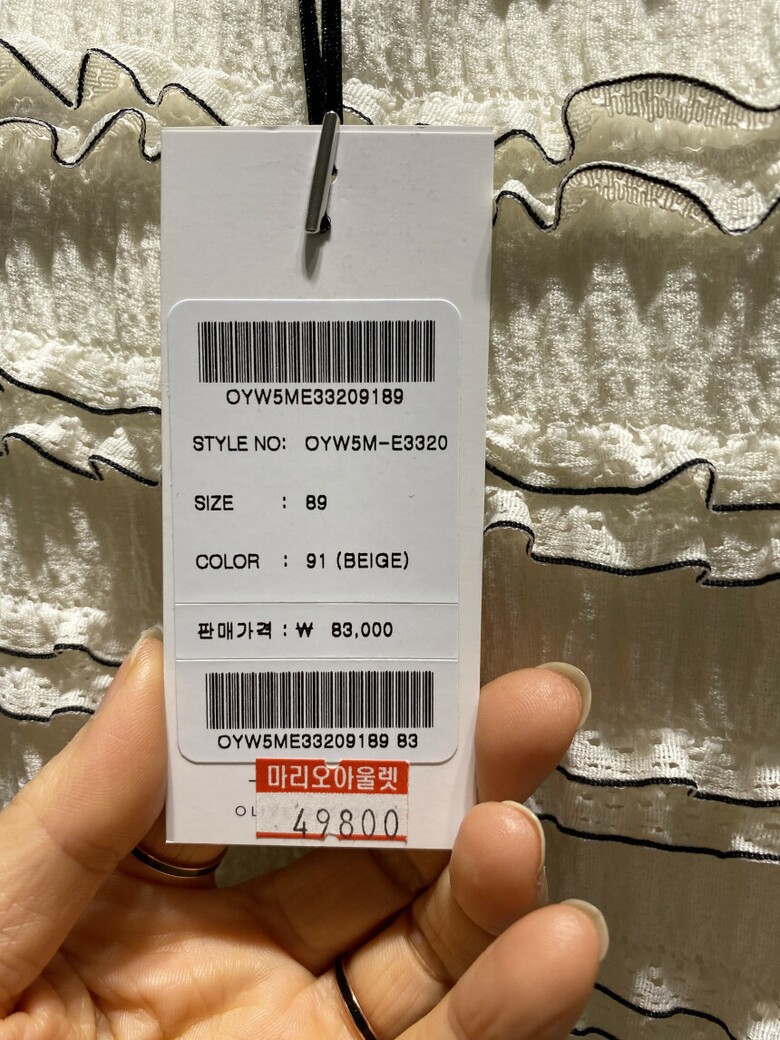 OYW5ME33209189
STYLE NO: OYW5M-E3320
SIZE : 89
COLOR : 91 (BEIGE)
판매가격 : ₩ 83,000
OYW5ME33209189 83
마리오아울렛
49800